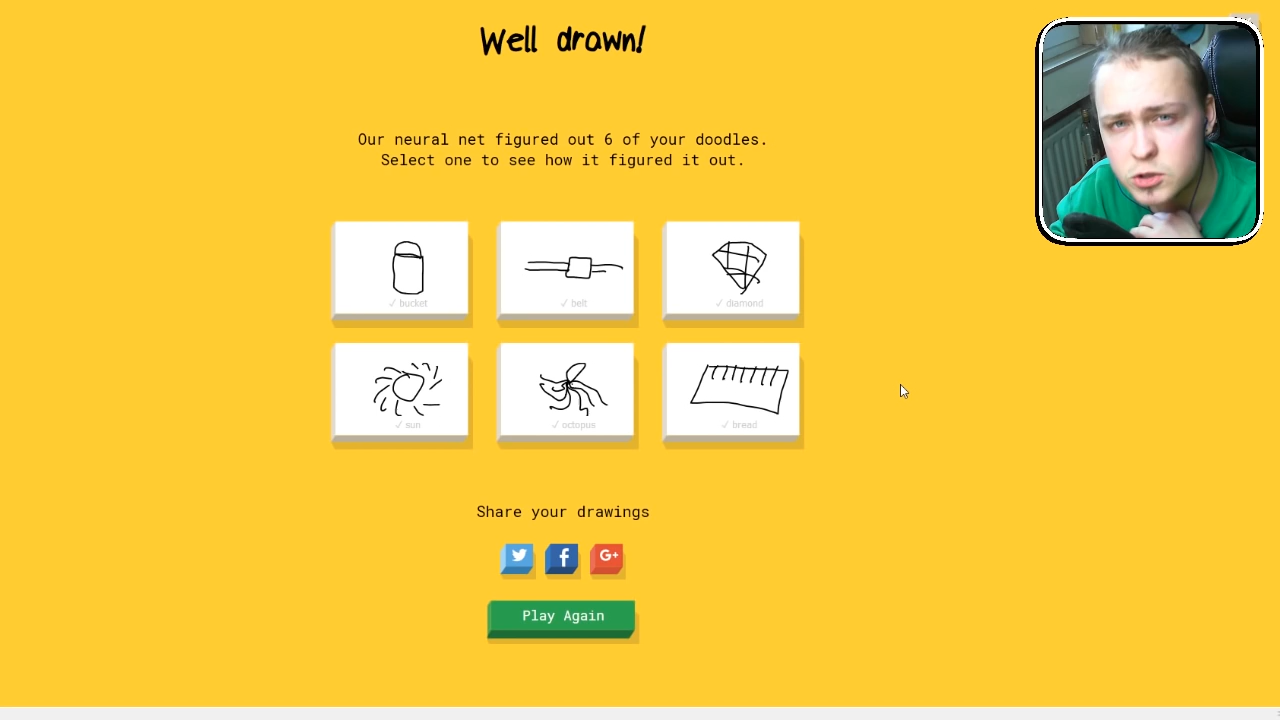 Well drawn!
Our neural net figured out 6 of your doodles.
Select one to see how it figured it out.
✓ bucket
✓ belt
✓ diamond
✓ sun
✓ octopus
✓ bread
Share your drawings
G+
Play Again